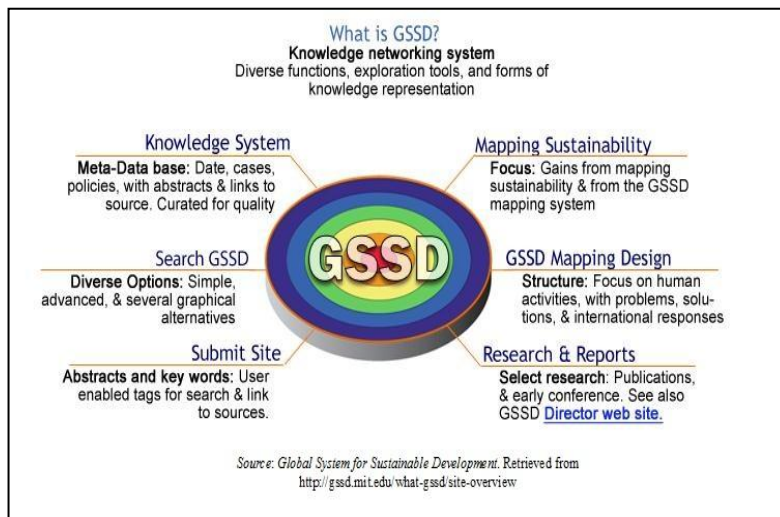 What is GSSD?
Knowledge networking system
Diverse functions, exploration tools, and forms of
knowledge representation
Knowledge System
Meta-Data base: Date, cases,
policies, with abstracts & links to
source. Curated for quality
Mapping Sustainability
Focus: Gains from mapping
sustainability & from the GSSD
mapping system
GSSD
Search GSSD
Diverse Options: Simple,
advanced, & several graphical
alternatives
GSSD Mapping Design
Structure: Focus on human
activities, with problems, solu-
tions, & international responses
Submit Site
Abstracts and key words: User
enabled tags for search & link
to sources.
Research & Reports
Select research: Publications,
& early conference. See also
GSSD Director web site.
Source: Global System for Sustainable Development. Retrieved from
http://gssd.mit.edu/what-gssd/site-overview